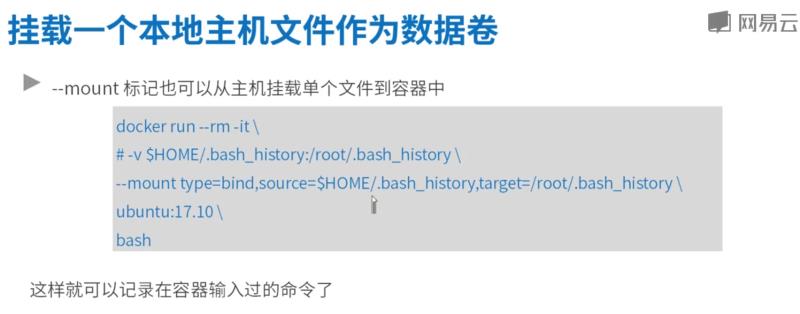 挂载一个本地主机文件作为数据卷
网易云
--mount 标记也可以从主机挂载单个文件到容器中
docker run --rm -it \
# -v $HOME/.bash_history:/root/.bash_history \
--mount type=bind,source=$HOME/.bash_history,target=/root/.bash_history \
ubuntu:17.10 \
bash
这样就可以记录在容器输入过的命令了